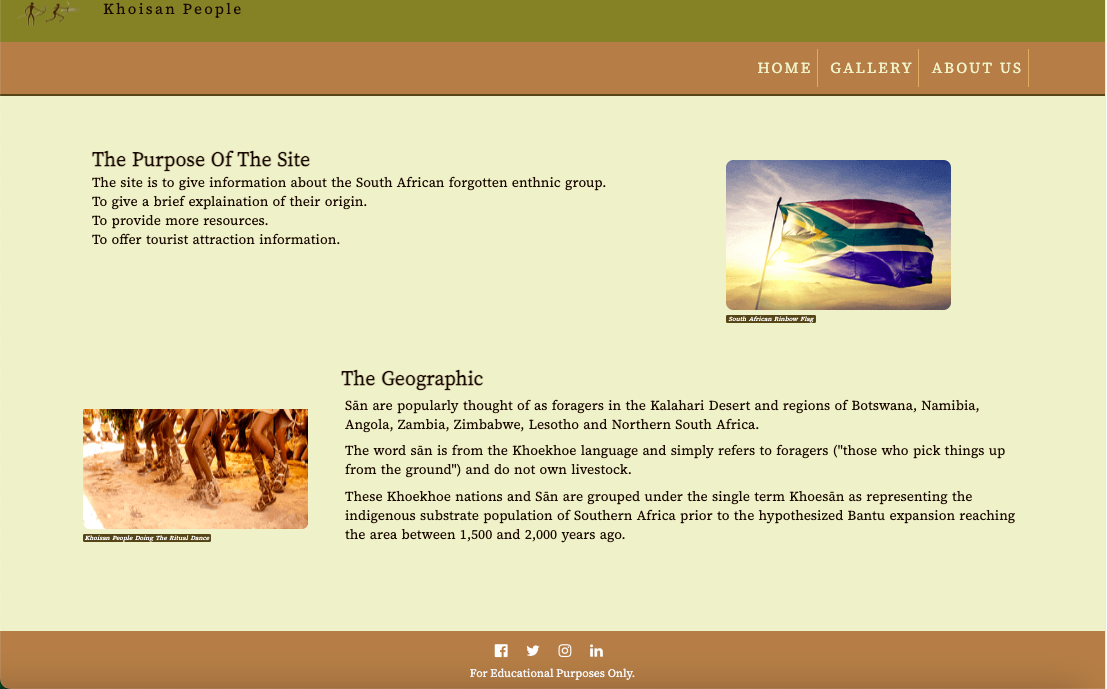 Khoisan People
HOME GALLERY ABOUT US
The Purpose Of The Site
The site is to give information about the South African forgotten enthnic group.
To give a brief explaination of their origin.
To provide more resources.
To offer tourist attraction information.
South African Rinbow Flag
The Geographic
Sān are popularly thought of as foragers in the Kalahari Desert and regions of Botswana, Namibia,
Angola, Zambia, Zimbabwe, Lesotho and Northern South Africa.
The word sān is from the Khoekhoe language and simply refers to foragers ("those who pick things up
from the ground") and do not own livestock.
These Khoekhoe nations and Sān are grouped under the single term Khoesān as representing the
indigenous substrate population of Southern Africa prior to the hypothesized Bantu expansion reaching
the area between 1,500 and 2,000 years ago.
Khoisan People Doing The Ritual Dance
For Educational Purposes Only.